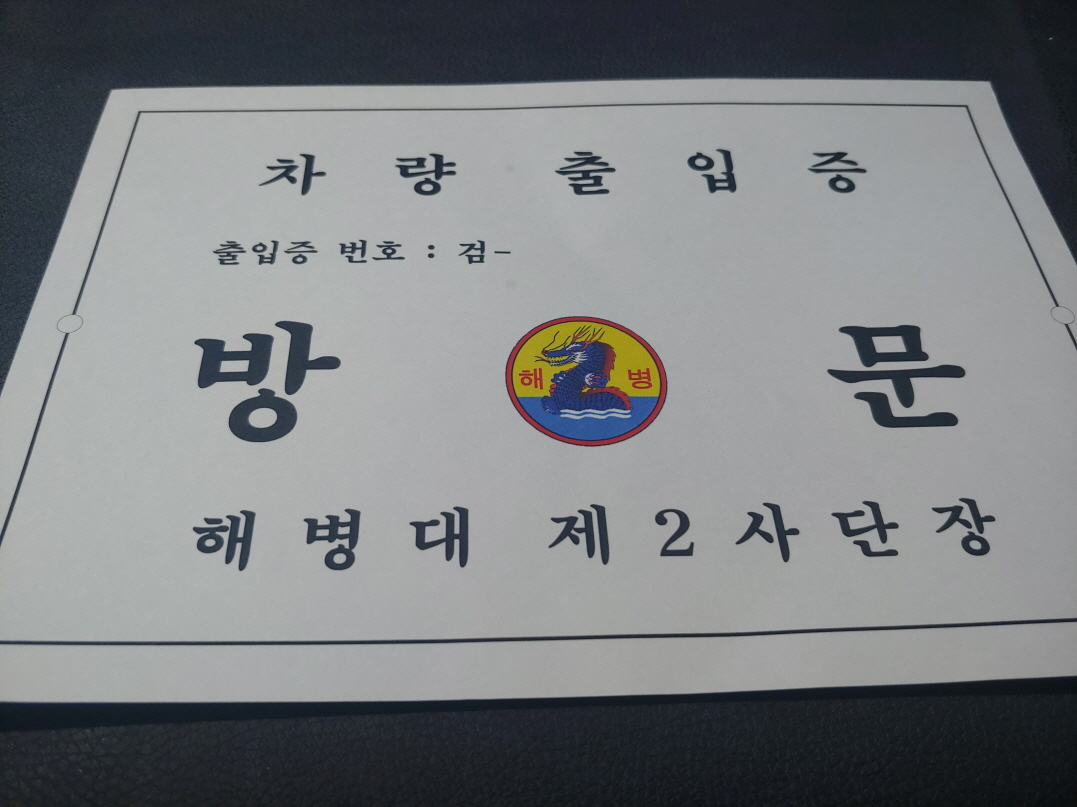 차 량 출 입 증
출입증 번호 : 검-
방 문
해 병
해 병 대 제 2 사 단 장